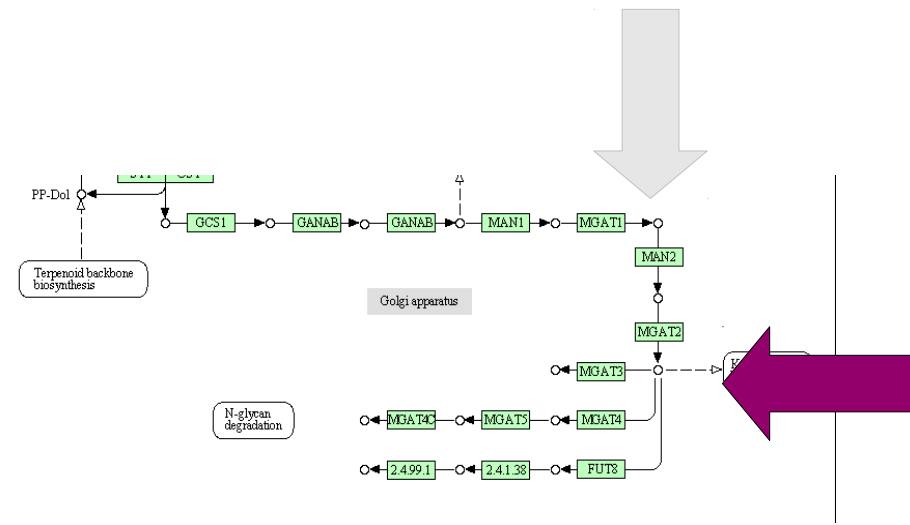 PP-Dol
GCS1
GANAB
GANAB
MAN1
MGAT1
MAN2
Terpenoid backbone
biosynthesis
Golgi apparatus
MGAT2
MGAT3
N-glycan
degradation
MGAT4C
MGAT5
MGAT4
2.4.99.1
2.4.1.38
FUT8